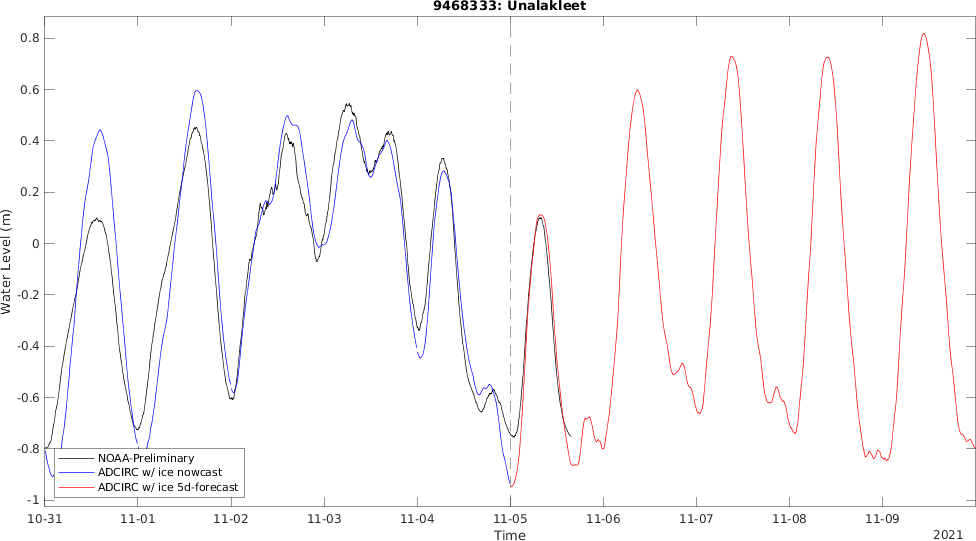 9468333: Unalakleet
Water Level (m)
0.8
0.6
0.4
0.2
0
-0.2
-0.4
-0.6
-0.8
-1
NOAA-Preliminary
ADCIRC w/ ice nowcast
ADCIRC w/ ice 5d-forecast
10-31 11-01 11-02 11-03 11-04 11-05 11-06 11-07 11-08 11-09
Time
2021